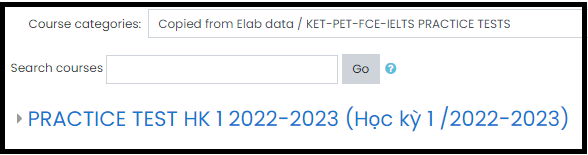 Course categories: Copied from Elab data / KET-PET-FCE-IELTS PRACTICE TESTS
Search courses Go ?
PRACTICE TEST HK 1 2022-2023 (Học kỳ 1 /2022-2023)